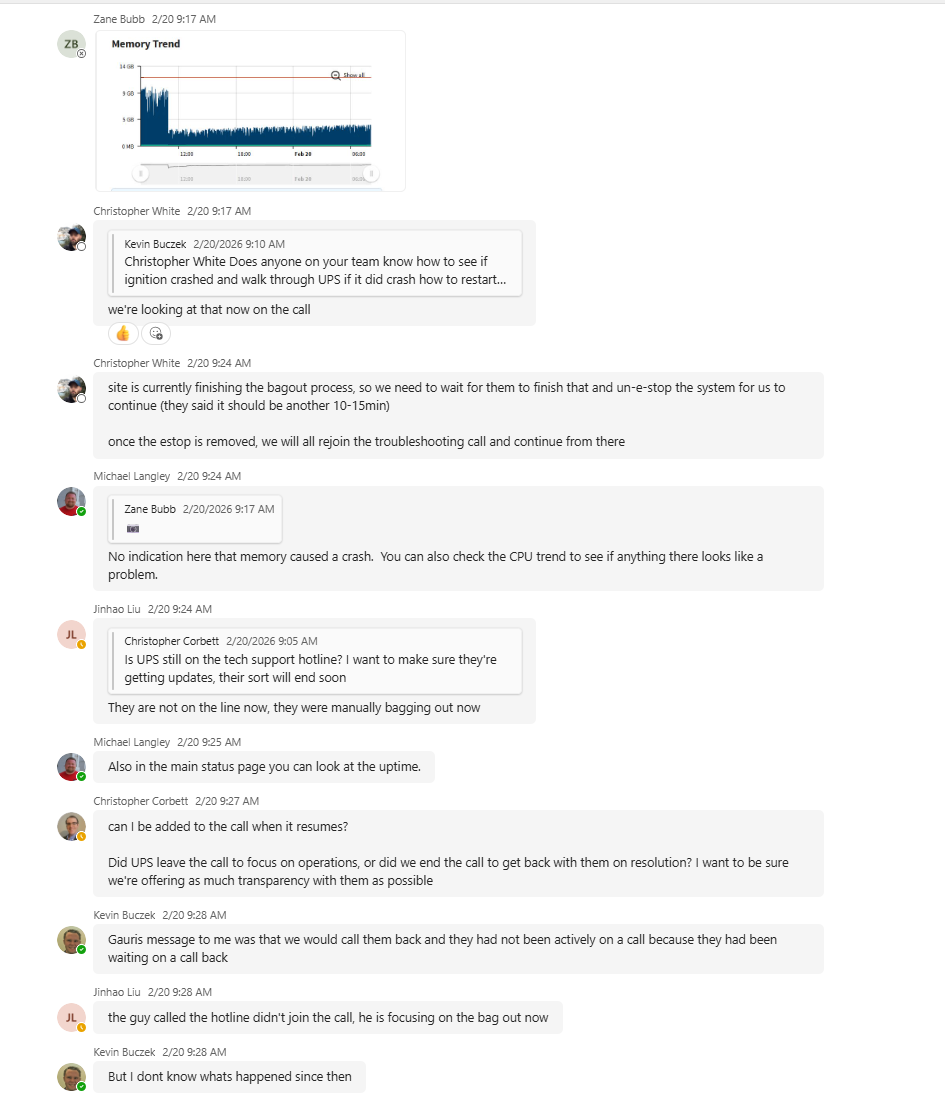 Zane Bubb 2/20 9:17 AM
ZB
Memory Trend
14 GB
Show all
9 GB
5 GB
0 MB
12:00 18:00 Feb 20 06:00
12:00 18:00 Feb 20 06:00
Christopher White 2/20 9:17 AM
Kevin Buczek 2/20/2026 9:10 AM
Christopher White Does anyone on your team know how to see if
ignition crashed and walk through UPS if it did crash how to restart...
we're looking at that now on the call
Christopher White 2/20 9:24 AM
site is currently finishing the bagout process, so we need to wait for them to finish that and un-e-stop the system for us to
continue (they said it should be another 10-15min)
once the estop is removed, we will all rejoin the troubleshooting call and continue from there
Michael Langley 2/20 9:24 AM
Zane Bubb 2/20/2026 9:17 AM
No indication here that memory caused a crash. You can also check the CPU trend to see if anything there looks like a
problem.
Jinhao Liu 2/20 9:24 AM
JL
Christopher Corbett 2/20/2026 9:05 AM
Is UPS still on the tech support hotline? I want to make sure they're
getting updates, their sort will end soon
They are not on the line now, they were manually bagging out now
Michael Langley 2/20 9:25 AM
Also in the main status page you can look at the uptime.
Christopher Corbett 2/20 9:27 AM
can I be added to the call when it resumes?
Did UPS leave the call to focus on operations, or did we end the call to get back with them on resolution? I want to be sure
we're offering as much transparency with them as possible
Kevin Buczek 2/20 9:28 AM
Gauris message to me was that we would call them back and they had not been actively on a call because they had been
waiting on a call back
Jinhao Liu 2/20 9:28 AM
JL
the guy called the hotline didn't join the call, he is focusing on the bag out now
Kevin Buczek 2/20 9:28 AM
But I dont know whats happened since then